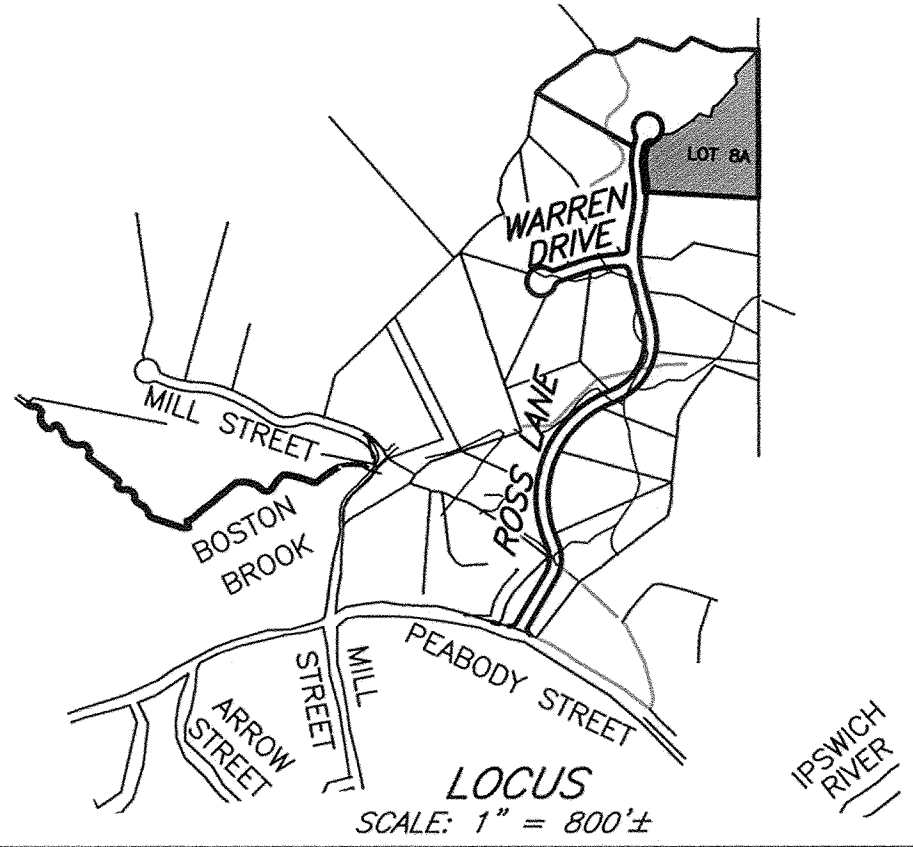 LOT 8A
WARREN
DRIVE
MILL STREET
ROSS LANE
BOSTON
BROOK
PEABODY STREET
MILL
STREET
ARROW
STREET
IPSWICH
RIVER
LOCUS
SCALE: 1" = 800'±